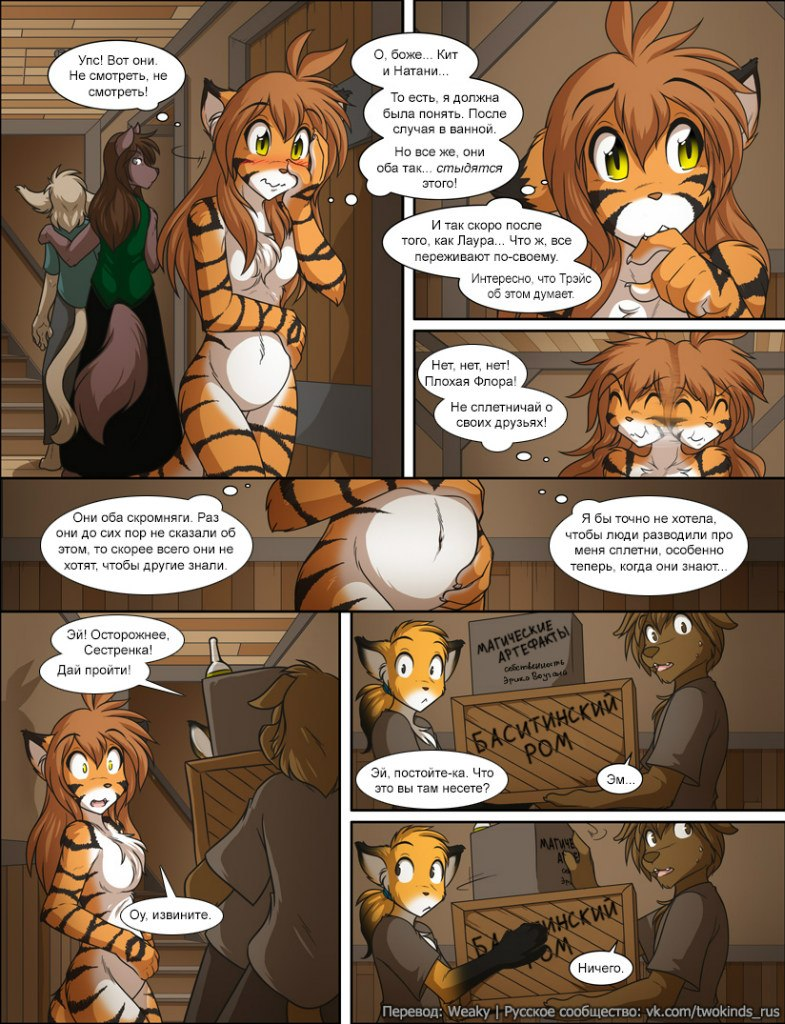 Упс! Вот они.
Не смотреть, не
смотреть!
О, боже... Кит
и Натани...
То есть, я должна
была понять. После
случая в ванной.
Но все же, они
оба так... стыдятся
этого!
И так скоро после
того, как Лаура... Что ж, все
переживают по-своему.
Интересно, что Трэйс
об этом думает.
Нет, нет, нет!
Плохая Флора!
Не сплетничай о
своих друзьях!
Они оба скромняги. Раз
они до сих пор не сказали об
этом, то скорее всего они не
хотят, чтобы другие знали.
Я бы точно не хотела,
чтобы люди разводили про
меня сплетни, особенно
теперь, когда они знают...
Эй! Осторожнее,
Сестренка!
Дай пройти!
Оу, извините.
МАГИЧЕСКИЕ
АРТЕФАКТЫ
собственность
Эрика
БАСИТИНСКИЙ
РОМ
Эй, постойте-ка. Что
это вы там несете?
Эм...
БАСИТИНСКИЙ
РОМ
Ничего.
Перевод: Weaky | Русское сообщество: vk.com/twokinds_rus